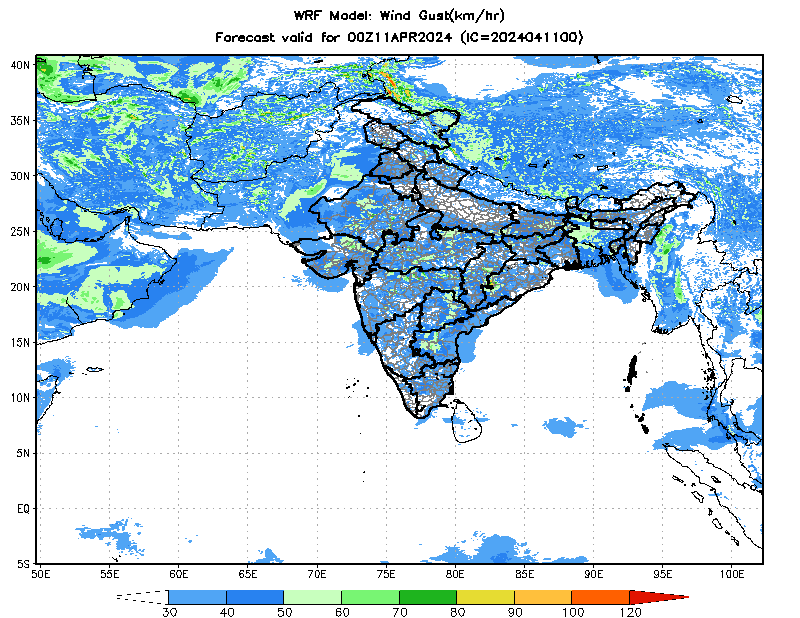 WRF Model: Wind Gust(km/hr)
Forecast valid for 00Z11APR2024 (IC=2024041100)
40N
35N
30N
25N
20N
15N
10N
5N
EQ
5S
50E 55E 60E 65E 70E 75E 80E 85E 90E 95E 100E
30 40 50 60 70 80 90 100 120